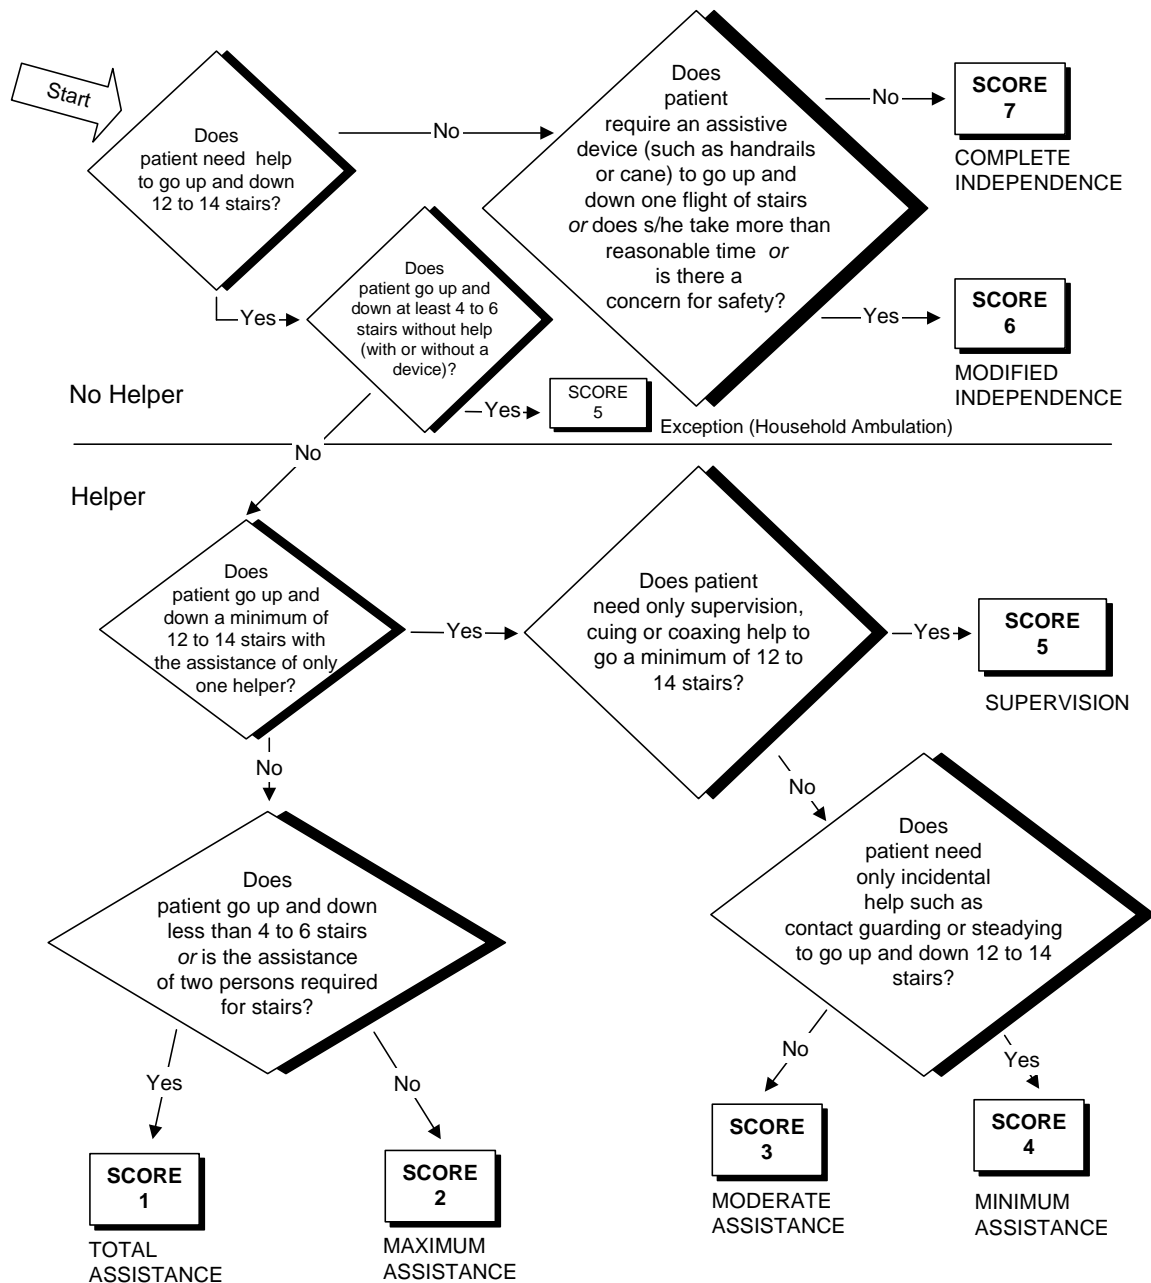 Start
Does
patient need help
to go up and down
12 to 14 stairs?
No
Does
patient
require an assistive
device (such as handrails
or cane) to go up and
down one flight of stairs
or does s/he take more than
reasonable time or
is there a
concern for safety?
No
SCORE
7
COMPLETE
INDEPENDENCE
Yes
SCORE
6
MODIFIED
INDEPENDENCE
Yes
Does
patient go up and
down at least 4 to 6
stairs without help
(with or without a
device)?
Yes
SCORE
5
Exception (Household Ambulation)
No Helper
No
Helper
Does
patient go up and
down a minimum of
12 to 14 stairs with
the assistance of only
one helper?
Yes
Does patient
need only supervision,
cuing or coaxing help to
go a minimum of 12 to
14 stairs?
Yes
SCORE
5
SUPERVISION
No
No
Does
patient go up and down
less than 4 to 6 stairs
or is the assistance
of two persons required
for stairs?
Does
patient need
only incidental
help such as
contact guarding or steadying
to go up and down 12 to 14
stairs?
Yes
No
No
Yes
SCORE
1
TOTAL
ASSISTANCE
SCORE
2
MAXIMUM
ASSISTANCE
SCORE
3
MODERATE
ASSISTANCE
SCORE
4
MINIMUM
ASSISTANCE